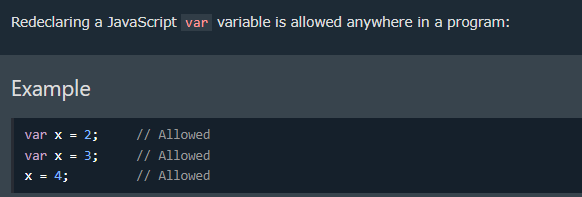 Redeclaring a JavaScript var variable is allowed anywhere in a program:
Example
var x = 2;     // Allowed
var x = 3;     // Allowed
x = 4;         // Allowed